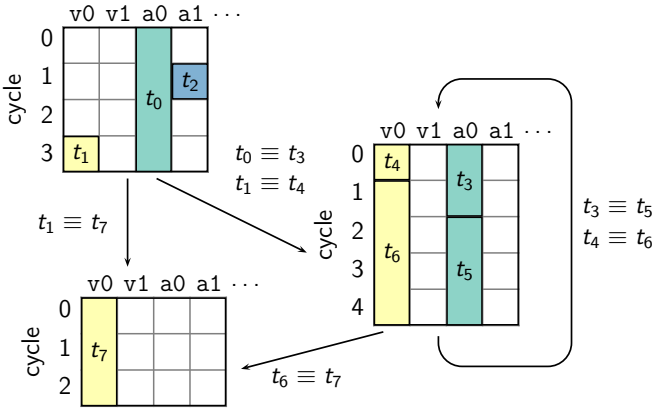 v0 v1 a0 a1 ⋯
cycle
0
1
2
3
t₀
t₂
t₁
t₀ ≡ t₃
t₁ ≡ t₄
t₁ ≡ t₇
v0 v1 a0 a1 ⋯
cycle
0
1
2
3
4
t₄
t₃
t₆
t₅
t₃ ≡ t₅
t₄ ≡ t₆
v0 v1 a0 a1 ⋯
cycle
0
1
2
t₇
t₆ ≡ t₇